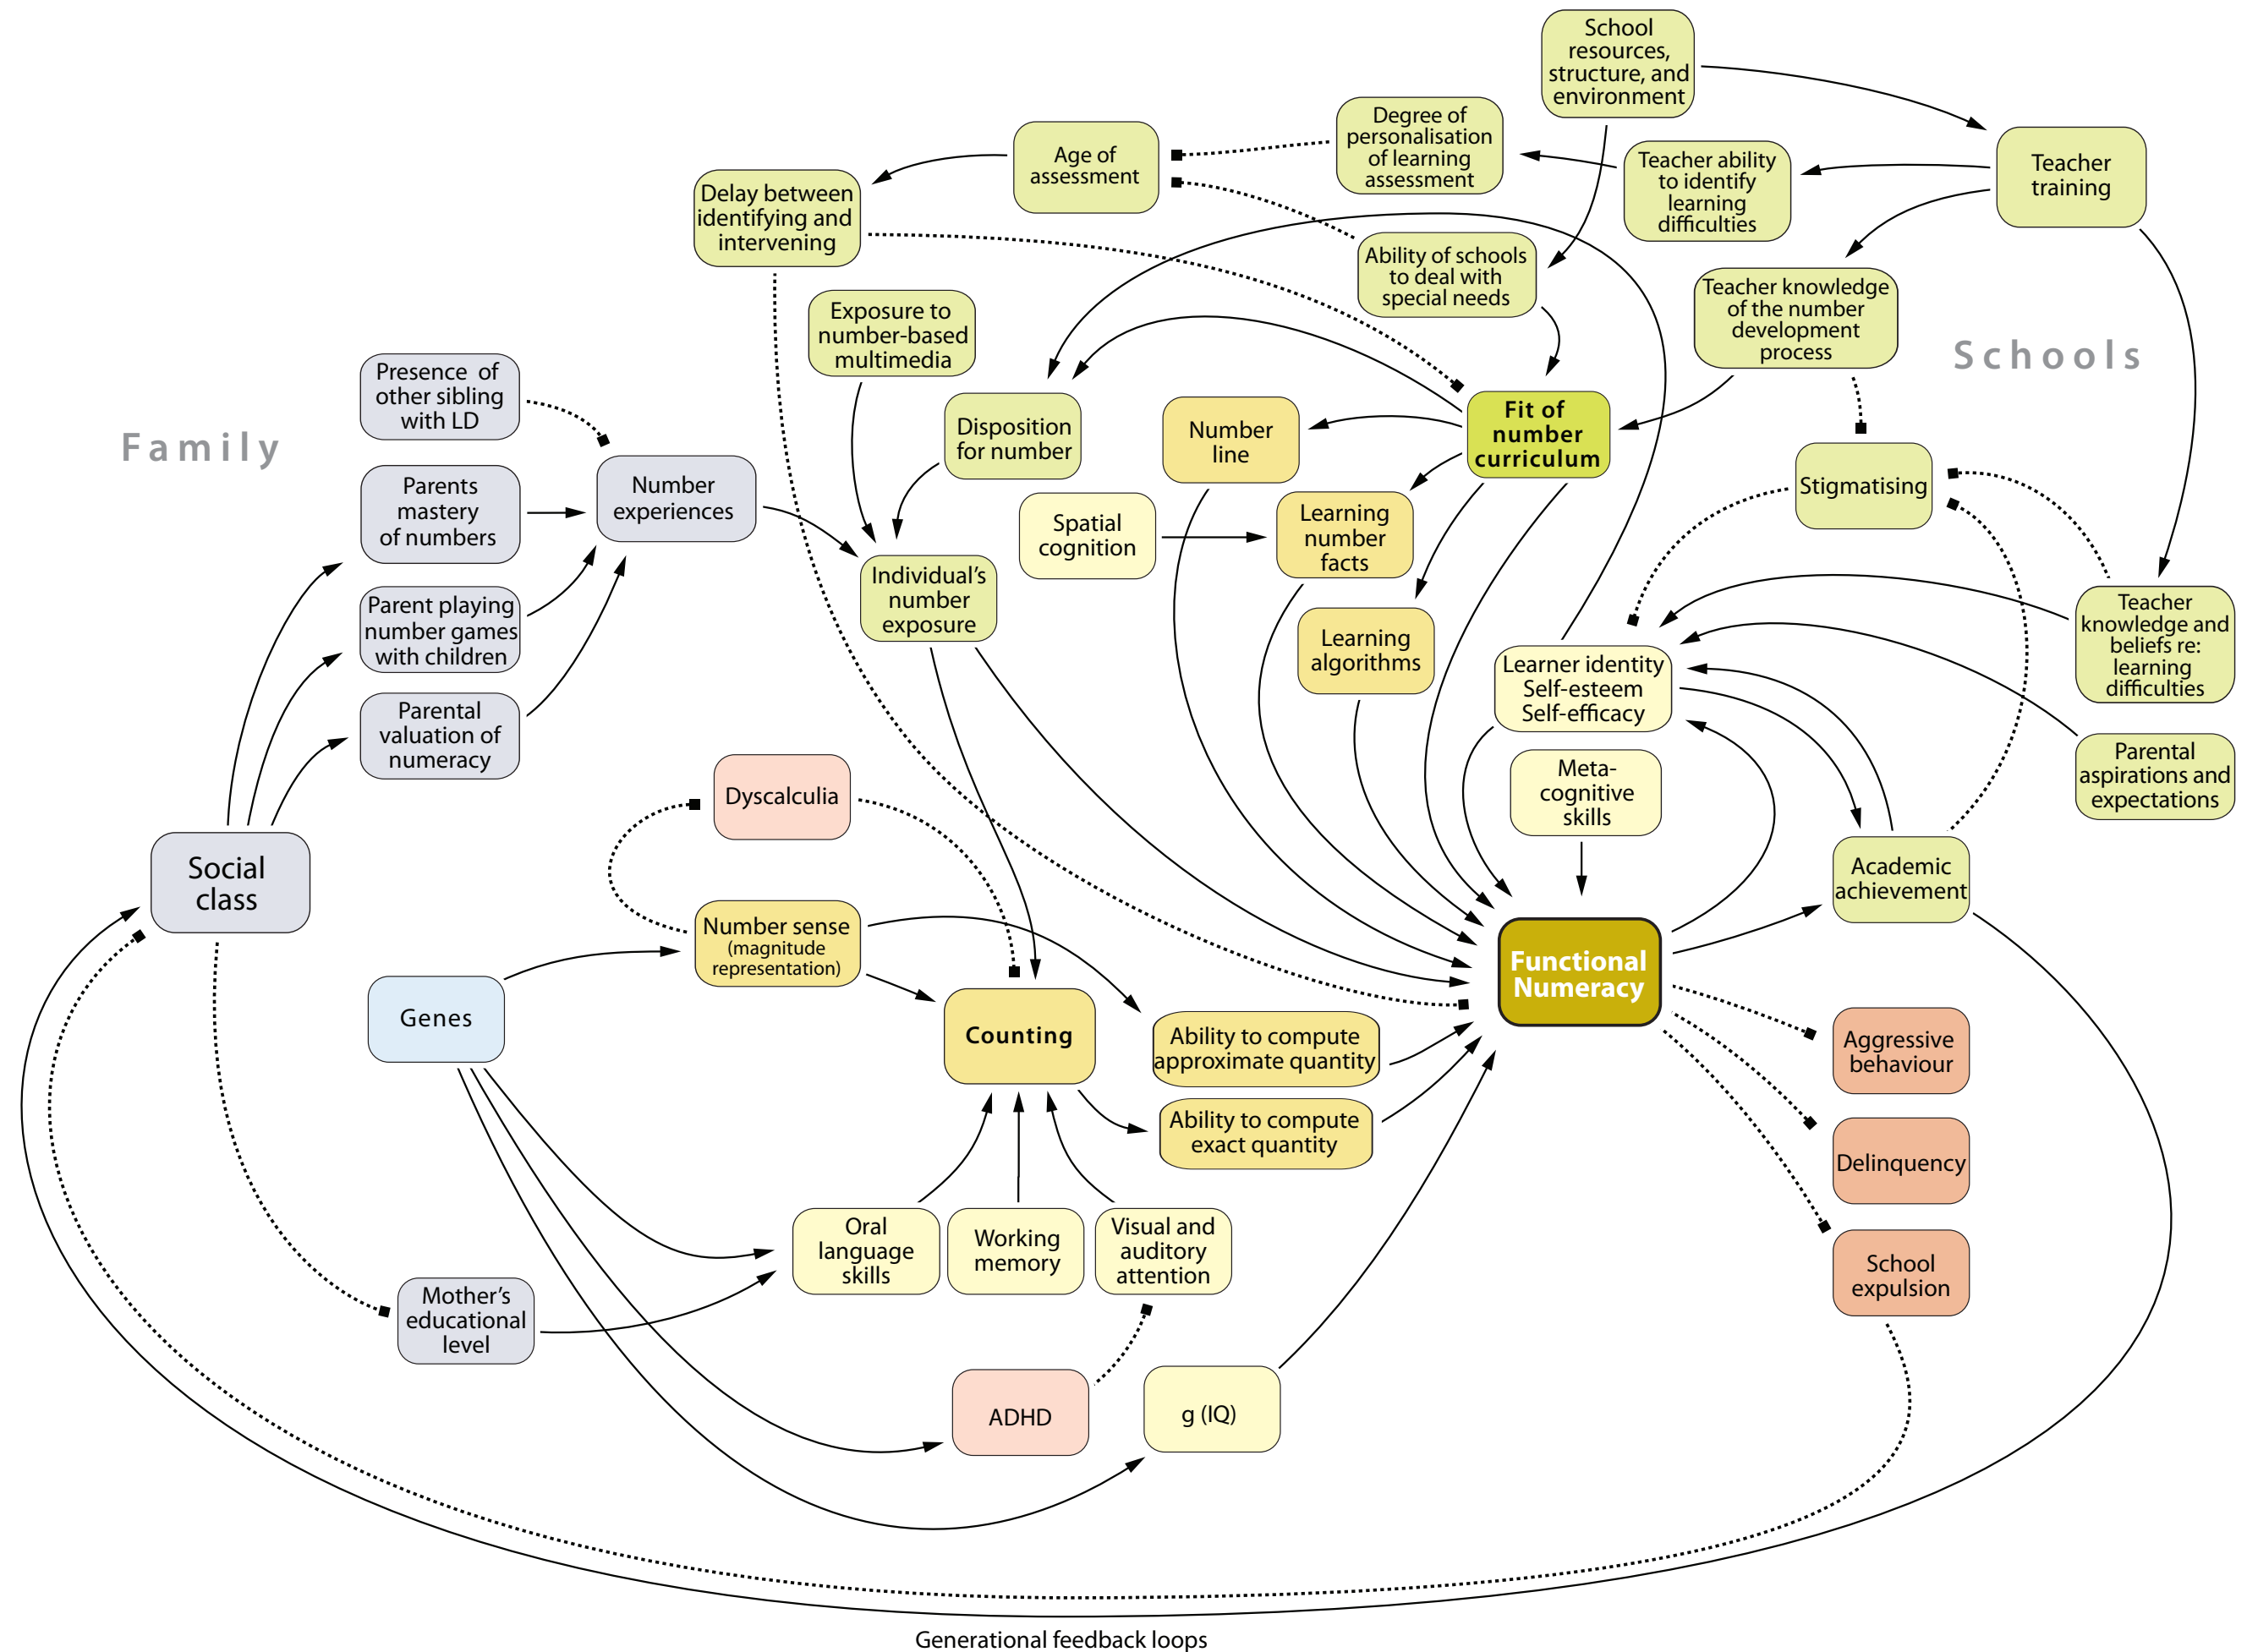 School
resources,
structure, and
environment
Degree of
personalisation
of learning
assessment
Age of
assessment
Teacher ability
to identify
learning
difficulties
Teacher
training
Delay between
identifying and
intervening
Ability of schools
to deal with
special needs
Teacher knowledge
of the number
development
process
Exposure to
number-based
multimedia
Schools
Presence of
other sibling
with LD
Family
Disposition
for number
Number
line
Fit of
number
curriculum
Stigmatising
Parents
mastery
of numbers
Number
experiences
Spatial
cognition
Learning
number
facts
Individual's
number
exposure
Parent playing
number games
with children
Learning
algorithms
Learner identity
Self-esteem
Self-efficacy
Teacher
knowledge and
beliefs re:
learning
difficulties
Parental
valuation of
numeracy
Parental
aspirations and
expectations
Dyscalculia
Meta-
cognitive
skills
Social
class
Academic
achievement
Number sense
(magnitude
representation)
Functional
Numeracy
Genes
Counting
Ability to compute
approximate quantity
Aggressive
behaviour
Ability to compute
exact quantity
Delinquency
Oral
language
skills
Working
memory
Visual and
auditory
attention
School
expulsion
Mother's
educational
level
ADHD
g (IQ)
Generational feedback loops